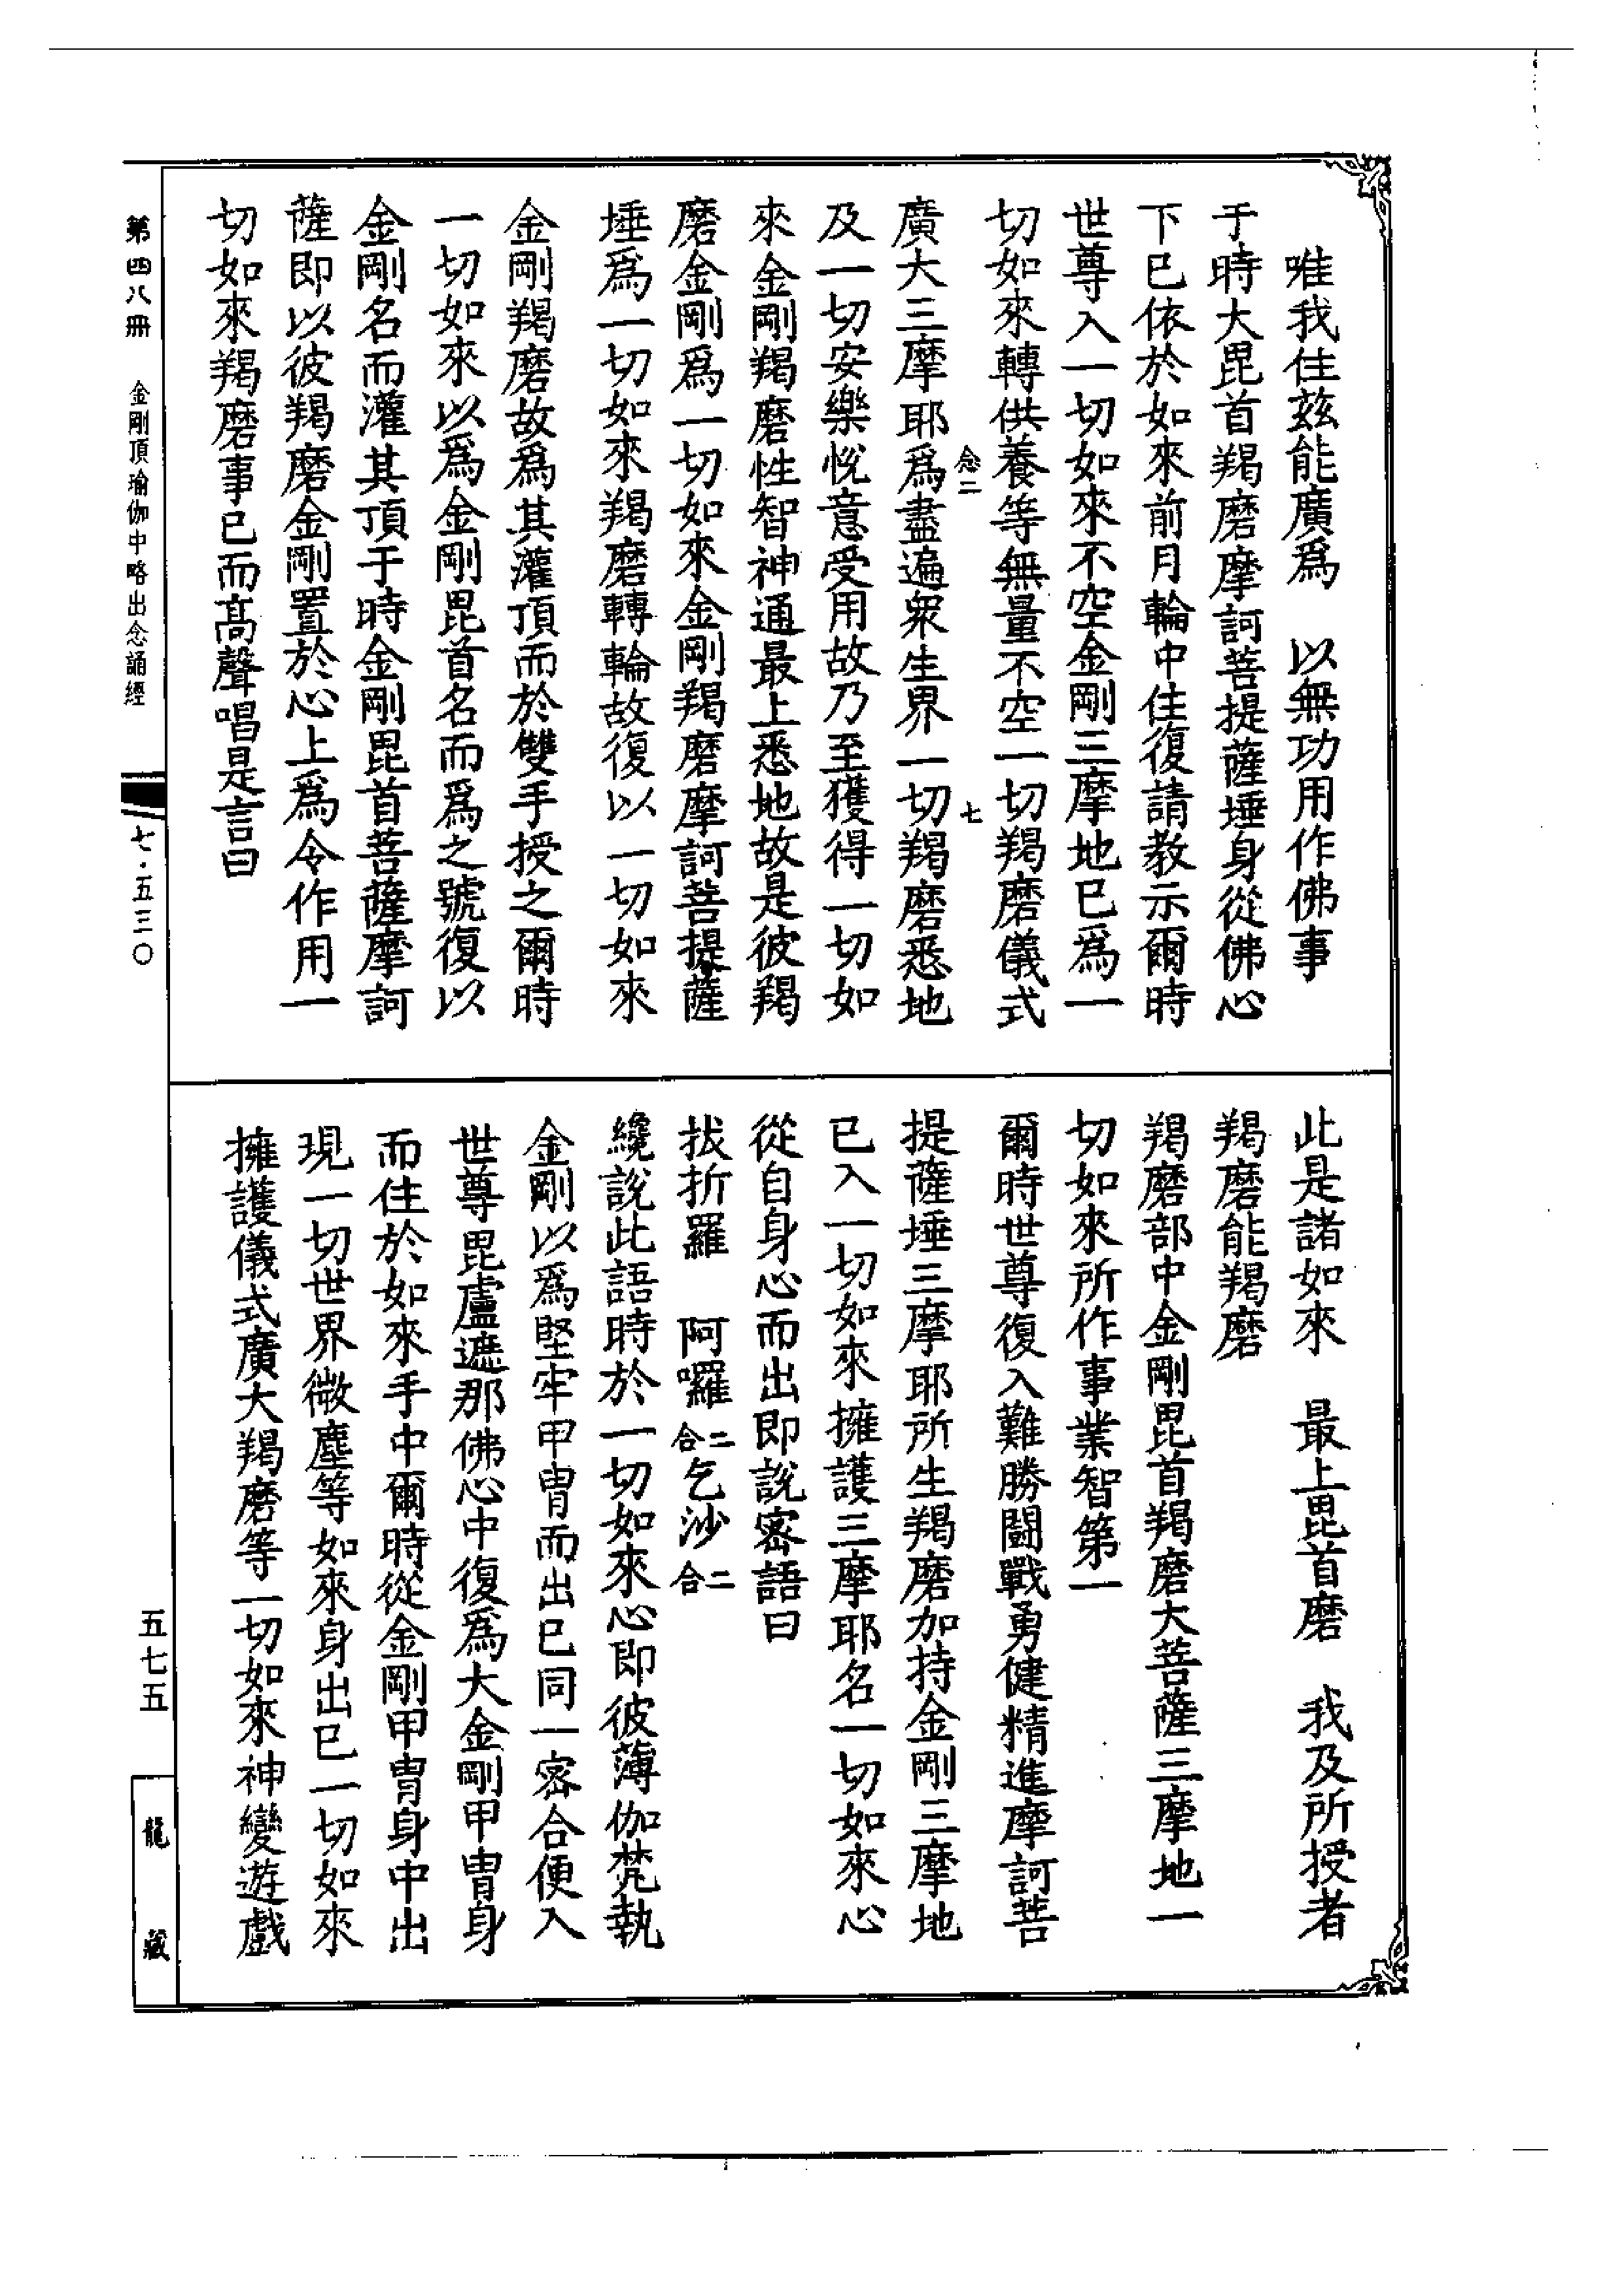 唯我住茲能廣爲　以無功用作佛事
于時大毘首羯磨摩訶菩提薩埵身從佛心
下已依於如來前月輪中住復請教示爾時
世尊入一切如來不空金剛三摩地已爲一
切如來轉供養等無量不空一切羯磨儀式
念二　七
廣大三摩耶爲盡遍衆生界一切羯磨悉地
及一切安樂悅意受用故乃至獲得一切如
來金剛羯磨性智神通最上悉地故是彼羯
磨金剛爲一切如來金剛羯磨摩訶菩提薩
埵爲一切如來羯磨轉輪故復以一切如來
金剛羯磨故爲其灌頂而於雙手授之爾時
一切如來以爲金剛毘首名而爲之號復以
金剛名而灌其頂于時金剛毘首菩薩摩訶
薩即以彼羯磨金剛置於心上爲令作用一
切如來羯磨事已而高聲唱是言曰
此是諸如來　最上毘首磨　我及所授者
羯磨能羯磨
羯磨部中金剛毘首羯磨大菩薩三摩地一
切如來所作事業智第一
爾時世尊復入難勝鬪戰勇健精進摩訶菩
提薩埵三摩耶所生羯磨加持金剛三摩地
已入一切如來擁護三摩耶名一切如來心
從自身心而出即說密語曰
拔折羅　阿囉二合乞沙二合
纔說此語時於一切如來心即彼薄伽梵執
金剛以爲堅牢甲冑而出已同一密合便入
世尊毘盧遮那佛心中復爲大金剛甲冑身
而住於如來手中爾時從金剛甲冑身中出
現一切世界微塵等如來身出已一切如來
擁護儀式廣大羯磨等一切如來神變遊戲
第四八冊　金剛頂瑜伽中略出念誦經
七·五三〇
五七五
龍藏